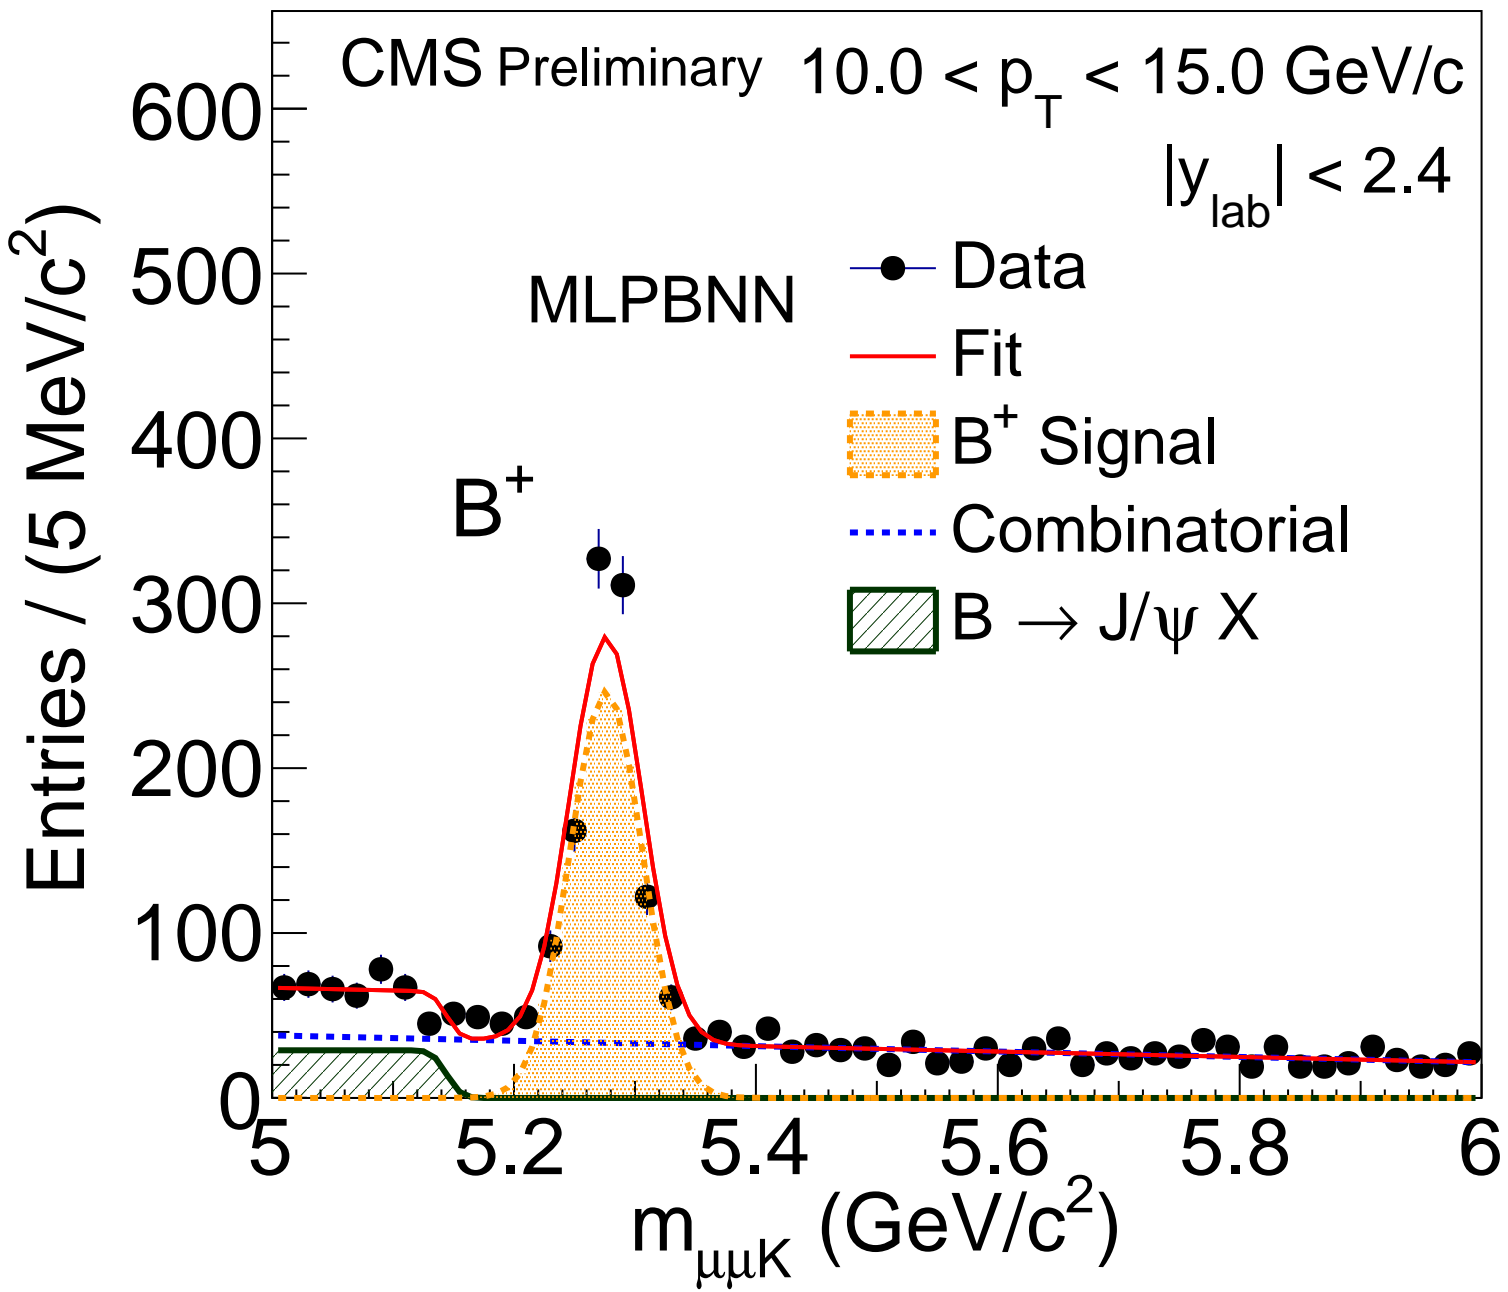 CMS Preliminary 10.0 < p_T < 15.0 GeV/c
|y_lab| < 2.4
MLPBNN
Data
Fit
B⁺ Signal
Combinatorial
B → J/ψ X
B⁺
Entries / (5 MeV/c²)
600
500
400
300
200
100
0
5 5.2 5.4 5.6 5.8 6
m_μμK (GeV/c²)